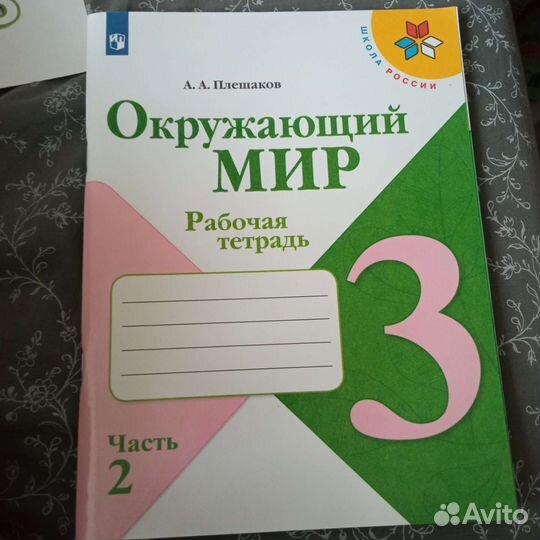 ШКОЛА РОССИИ
А. А. Плешаков
Окружающий
МИР
Рабочая
тетрадь
3
Часть
2
Avito